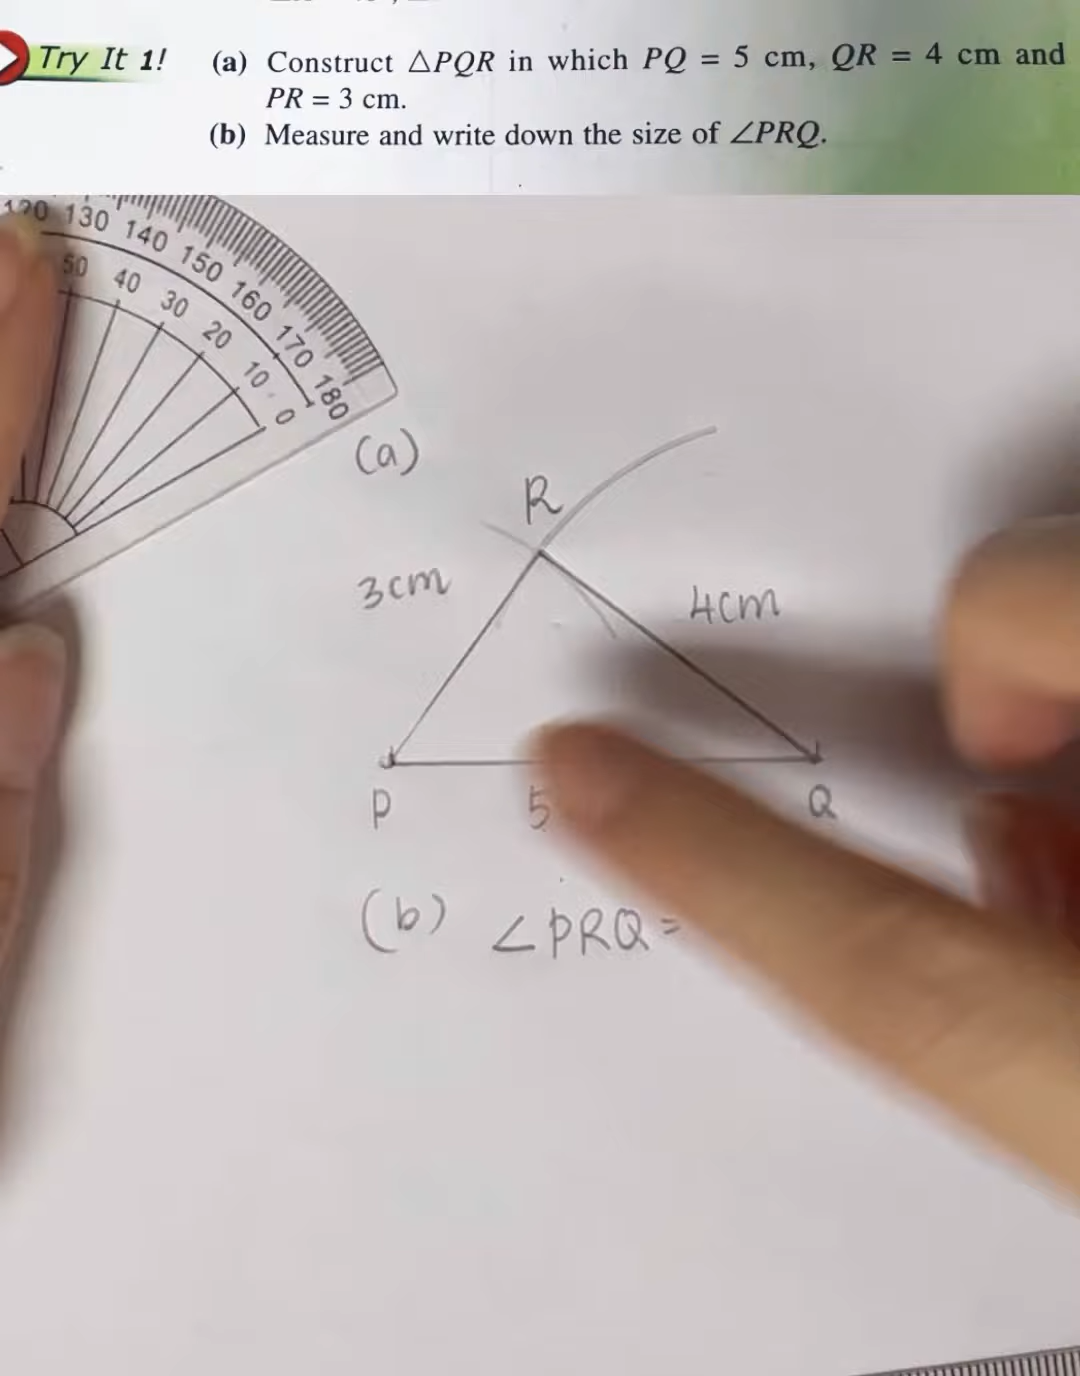 Try It 1! (a) Construct △PQR in which PQ = 5 cm, QR = 4 cm and
PR = 3 cm.
(b) Measure and write down the size of ∠PRQ.
120 130 140 150 160 170 180
50 40 30 20 10 0
(a)
R
3cm
4cm
P 5 Q
(b) ∠PRQ =